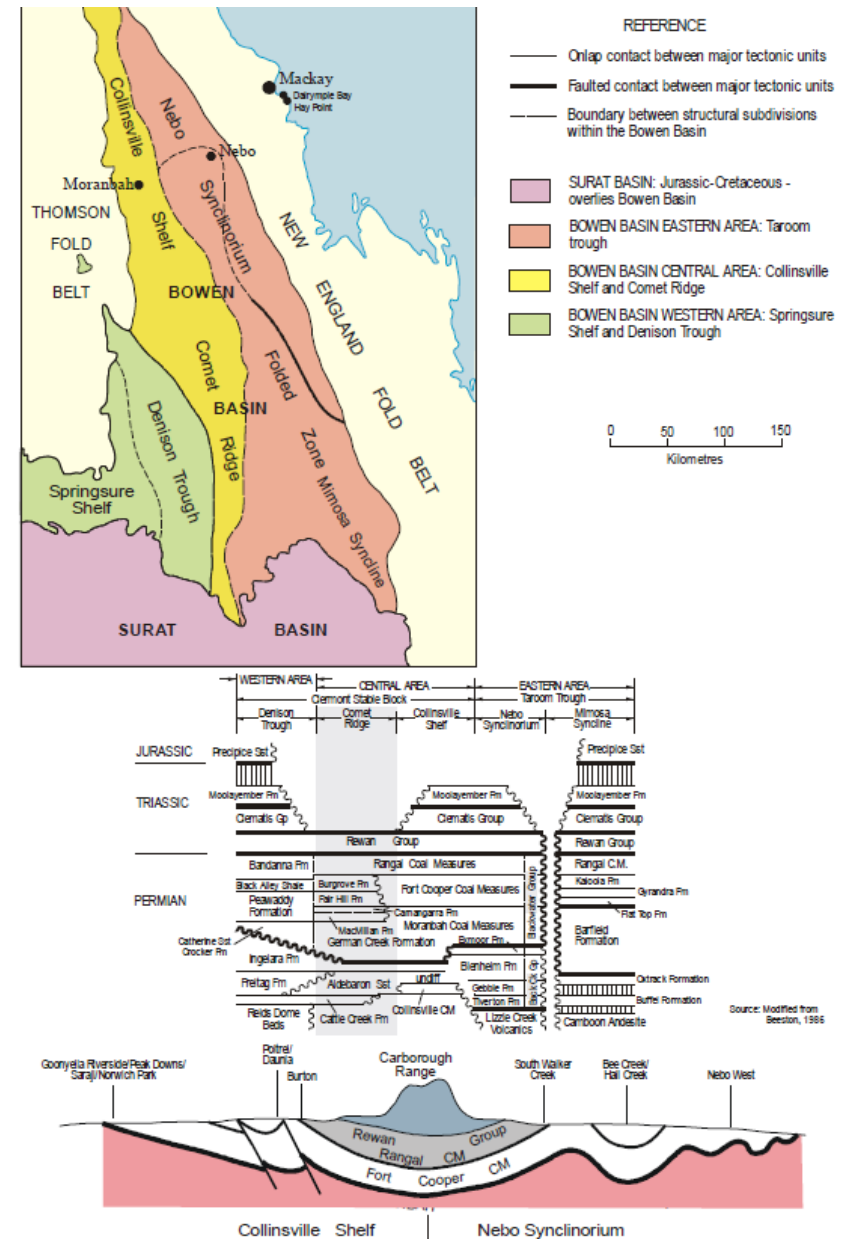 REFERENCE
Onlap contact between major tectonic units
Faulted contact between major tectonic units
Boundary between structural subdivisions
within the Bowen Basin
SURAT BASIN: Jurassic-Cretaceous -
overlies Bowen Basin
BOWEN BASIN EASTERN AREA: Taroom
trough
BOWEN BASIN CENTRAL AREA: Collinsville
Shelf and Comet Ridge
BOWEN BASIN WESTERN AREA: Springsure
Shelf and Denison Trough
0 50 100 150
Kilometres
Mackay
Dalrymple Bay
Hay Point
Collinsville Shelf
Nebo Synclinorium
Nebo
Moranbah
THOMSON
FOLD
BELT
NEW ENGLAND FOLD BELT
BOWEN
BASIN
Comet Ridge
Folded Zone Mimosa Syncline
Denison Trough
Springsure
Shelf
SURAT BASIN
WESTERN AREA CENTRAL AREA EASTERN AREA
Clermont Stable Block Taroom Trough
Denison
Trough
Comet
Ridge
Collinsville
Shelf
Nebo
Synclinorium
Mimosa
Syncline
JURASSIC
Precipice Sst
Precipice Sst
TRIASSIC
Moolayember Fm
Moolayember Fm
Moolayember Fm
Clematis Gp
Clematis Group
Clematis Group
Rewan Group
Rewan Group
PERMIAN
Bandanna Fm
Rangal Coal Measures
Rangal C.M.
Black Alley Shale
Burgrove Fm
Fort Cooper Coal Measures
Blackwater Group
Kaloola Fm
Gyrandra Fm
Peawaddy
Formation
Fair Hill Fm
Camangarra Fm
Flat Top Fm
MacMillan Fm
Moranbah Coal Measures
Catherine Sst
Crocker Fm
German Creek Formation
Exmoor Fm
Barfield
Formation
Ingelara Fm
Blenheim Fm
Back Ck Gp
Freitag Fm
Aldebaron Sst
undiff
Gebbie Fm
Oxtrack Formation
Collinsville CM
Tiverton Fm
Buffel Formation
Reids Dome
Beds
Cattle Creek Fm
Lizzie Creek
Volcanics
Camboon Andesite
Source: Modified from
Beeston, 1986
Goonyella Riverside/Peak Downs/
Saraji/Norwich Park
Poitrel/
Daunia
Burton
Carborough
Range
South Walker
Creek
Bee Creek/
Hail Creek
Nebo West
Rewan Group
Rangal CM
Fort Cooper CM
Collinsville Shelf Nebo Synclinorium